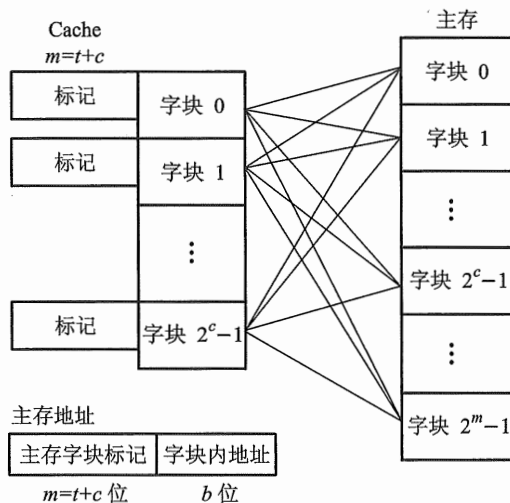 Cache
m=t+c
主存
标记
字块 0
字块 0
标记
字块 1
字块 1
⋮
⋮
标记
字块 2^c−1
字块 2^c−1
⋮
字块 2^m−1
主存地址
主存字块标记
字块内地址
m=t+c 位
b 位